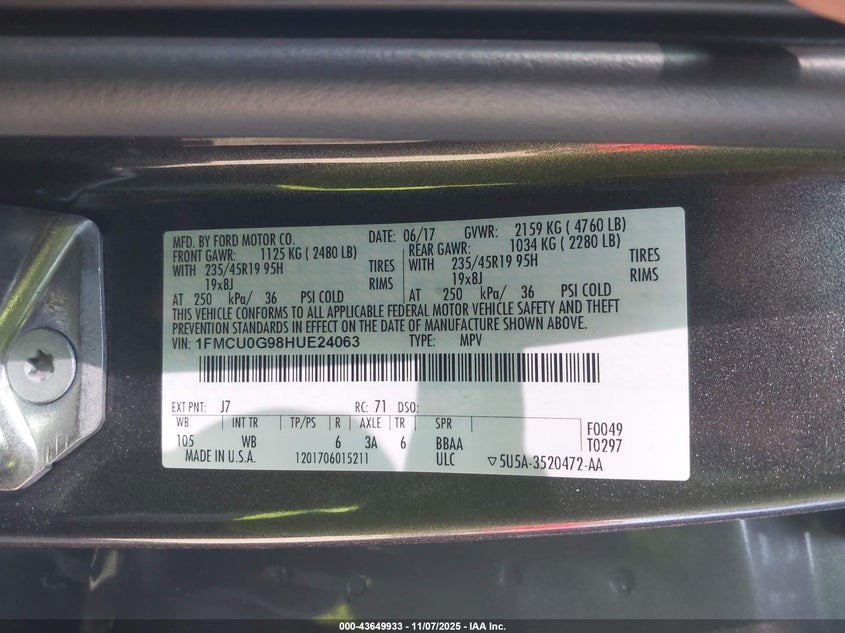 MFD. BY FORD MOTOR CO. DATE: 06/17 GVWR: 2159 KG ( 4760 LB)
FRONT GAWR: 1125 KG ( 2480 LB) REAR GAWR: 1034 KG ( 2280 LB)
WITH 235/45R19 95H TIRES WITH 235/45R19 95H TIRES
19x8J RIMS 19x8J RIMS
AT 250 kPa/ 36 PSI COLD AT 250 kPa/ 36 PSI COLD
THIS VEHICLE CONFORMS TO ALL APPLICABLE FEDERAL MOTOR VEHICLE SAFETY AND THEFT
PREVENTION STANDARDS IN EFFECT ON THE DATE OF MANUFACTURE SHOWN ABOVE.
VIN: 1FMCU0G98HUE24063 TYPE: MPV
EXT PNT: J7 RC: 71 DSO:
WB INT TR TP/PS R AXLE TR SPR F0049
105 WB 6 3A 6 BBAA T0297
MADE IN U.S.A. 1201706015211 ULC ▽5U5A-3520472-AA
000-43649933 - 11/07/2025 - IAA Inc.